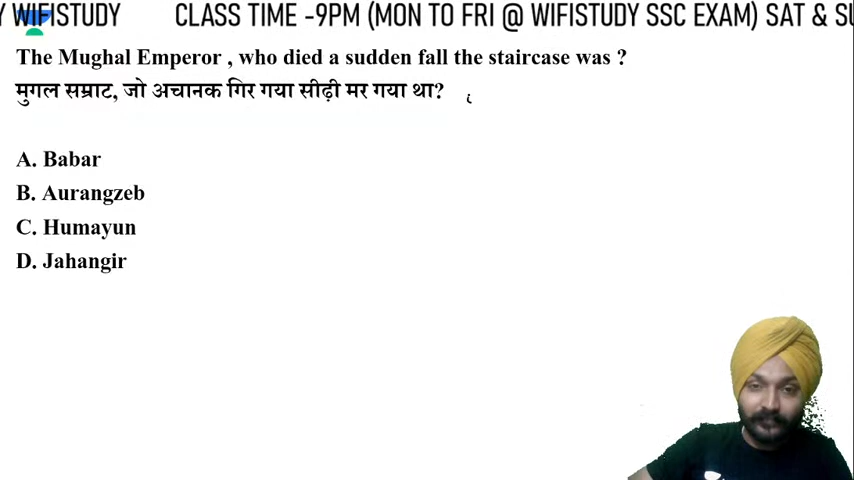 Y WIFISTUDY CLASS TIME -9PM (MON TO FRI @ WIFISTUDY SSC EXAM) SAT & SU
The Mughal Emperor , who died a sudden fall the staircase was ?
मुगल सम्राट, जो अचानक गिर गया सीढ़ी मर गया था?
A. Babar
B. Aurangzeb
C. Humayun
D. Jahangir